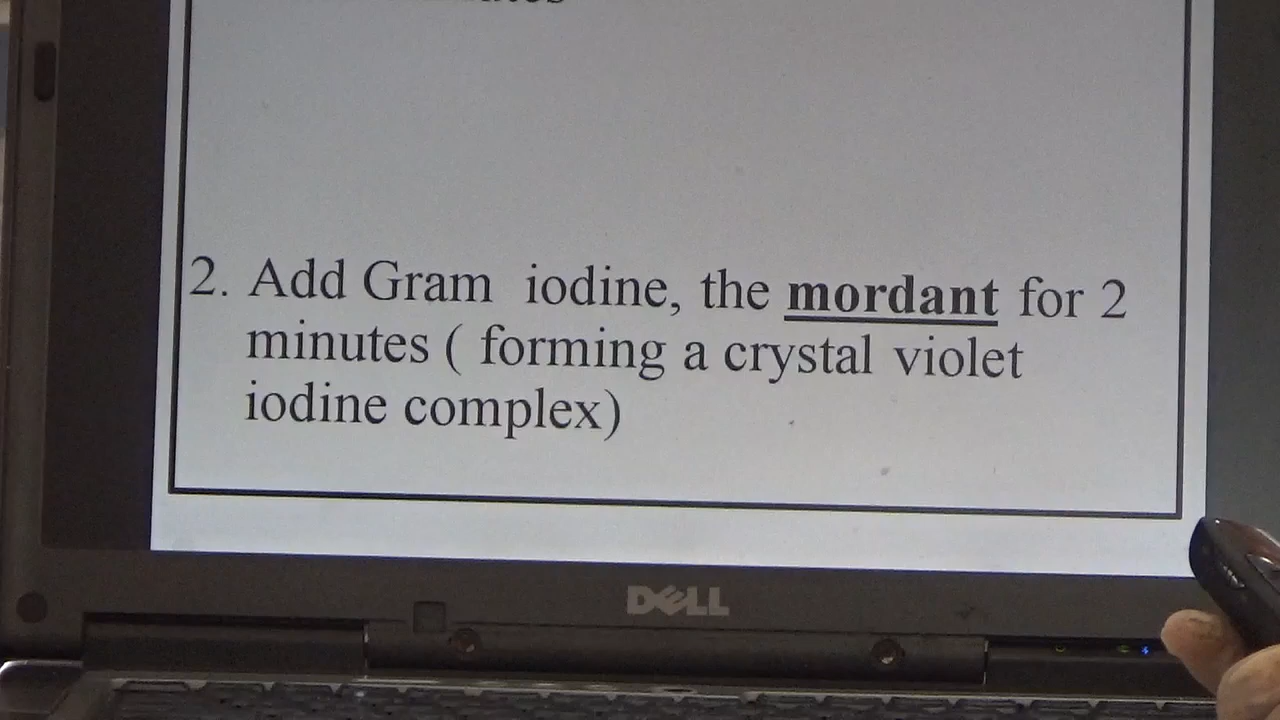 2. Add Gram iodine, the mordant for 2
minutes ( forming a crystal violet
iodine complex)
DELL